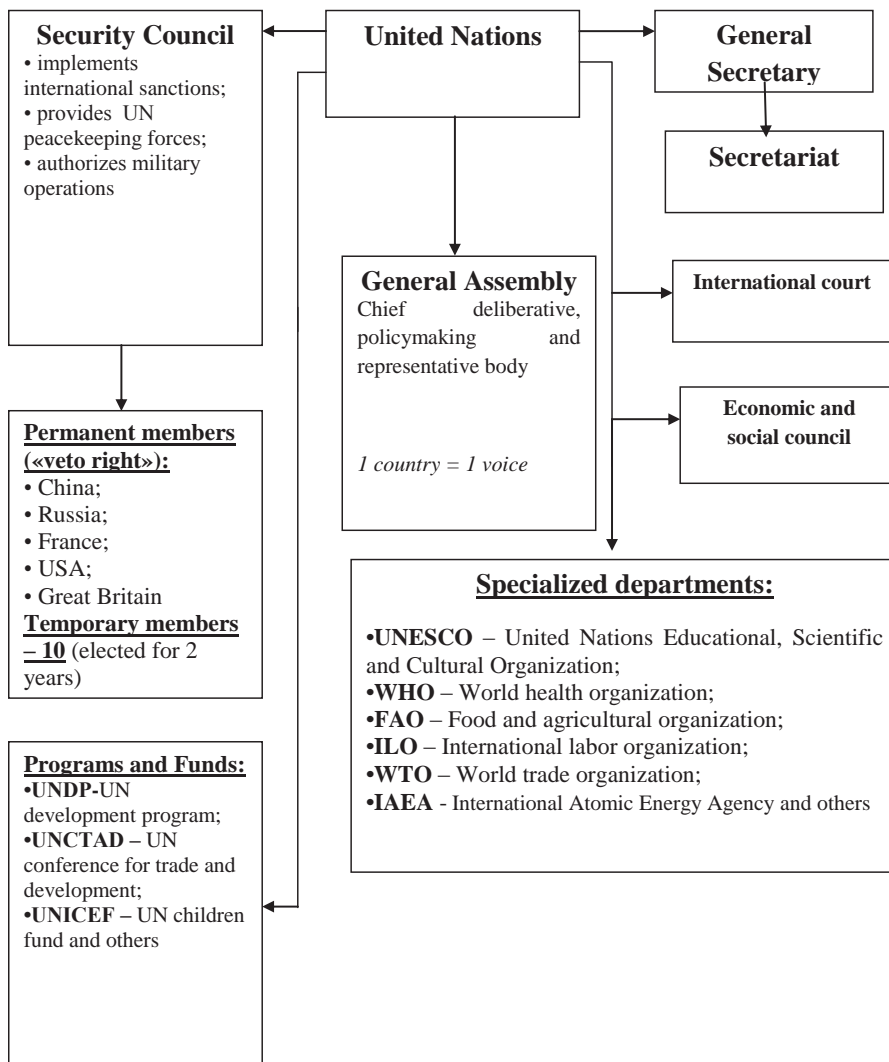 Security Council
• implements
international sanctions;
• provides UN
peacekeeping forces;
• authorizes military
operations
United Nations
General
Secretary
Secretariat
General Assembly
Chief deliberative,
policymaking and
representative body
1 country = 1 voice
International court
Economic and
social council
Permanent members
(«veto right»):
• China;
• Russia;
• France;
• USA;
• Great Britain
Temporary members
– 10 (elected for 2
years)
Specialized departments:
•UNESCO – United Nations Educational, Scientific
and Cultural Organization;
•WHO – World health organization;
•FAO – Food and agricultural organization;
•ILO – International labor organization;
•WTO – World trade organization;
•IAEA - International Atomic Energy Agency and others
Programs and Funds:
•UNDP-UN
development program;
•UNCTAD – UN
conference for trade and
development;
•UNICEF – UN children
fund and others